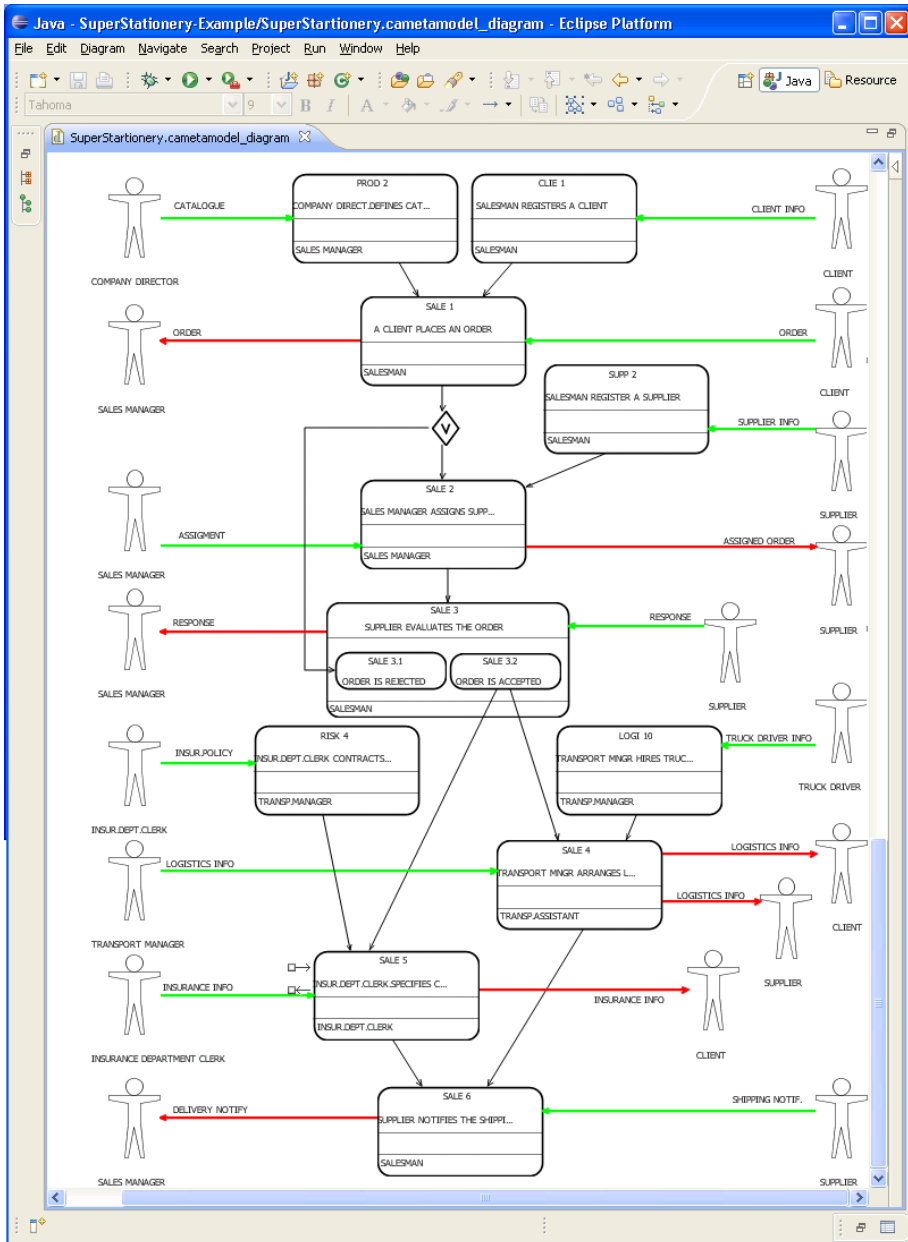 Java - SuperStationery-Example/SuperStartionery.cametamodel_diagram - Eclipse Platform
File Edit Diagram Navigate Search Project Run Window Help
Java Resource
Tahoma 9 B I A
SuperStartionery.cametamodel_diagram
PROD 2
COMPANY DIRECT.DEFINES CAT...
SALES MANAGER
CLIE 1
SALESMAN REGISTERS A CLIENT
SALESMAN
CATALOGUE
CLIENT INFO
COMPANY DIRECTOR
CLIENT
SALE 1
A CLIENT PLACES AN ORDER
SALESMAN
ORDER
ORDER
SALES MANAGER
CLIENT
SUPP 2
SALESMAN REGISTER A SUPPLIER
SALESMAN
SUPPLIER INFO
SUPPLIER
V
SALE 2
SALES MANAGER ASSIGNS SUPP...
SALES MANAGER
ASSIGMENT
ASSIGNED ORDER
SALES MANAGER
SUPPLIER
SALE 3
SUPPLIER EVALUATES THE ORDER
SALE 3.1
ORDER IS REJECTED
SALE 3.2
ORDER IS ACCEPTED
SALESMAN
RESPONSE
RESPONSE
SALES MANAGER
SUPPLIER
RISK 4
INSUR.DEPT.CLERK CONTRACTS...
TRANSP.MANAGER
LOGI 10
TRANSPORT MNGR HIRES TRUC...
TRANSP.MANAGER
INSUR.POLICY
TRUCK DRIVER INFO
INSUR.DEPT.CLERK
TRUCK DRIVER
SALE 4
TRANSPORT MNGR ARRANGES L...
TRANSP.ASSISTANT
LOGISTICS INFO
LOGISTICS INFO
LOGISTICS INFO
TRANSPORT MANAGER
CLIENT
SUPPLIER
SALE 5
INSUR.DEPT.CLERK.SPECIFIES C...
INSUR.DEPT.CLERK
INSURANCE INFO
INSURANCE INFO
INSURANCE DEPARTMENT CLERK
CLIENT
SALE 6
SUPPLIER NOTIFIES THE SHIPPI...
SALESMAN
DELIVERY NOTIFY
SHIPPING NOTIF.
SALES MANAGER
SUPPLIER